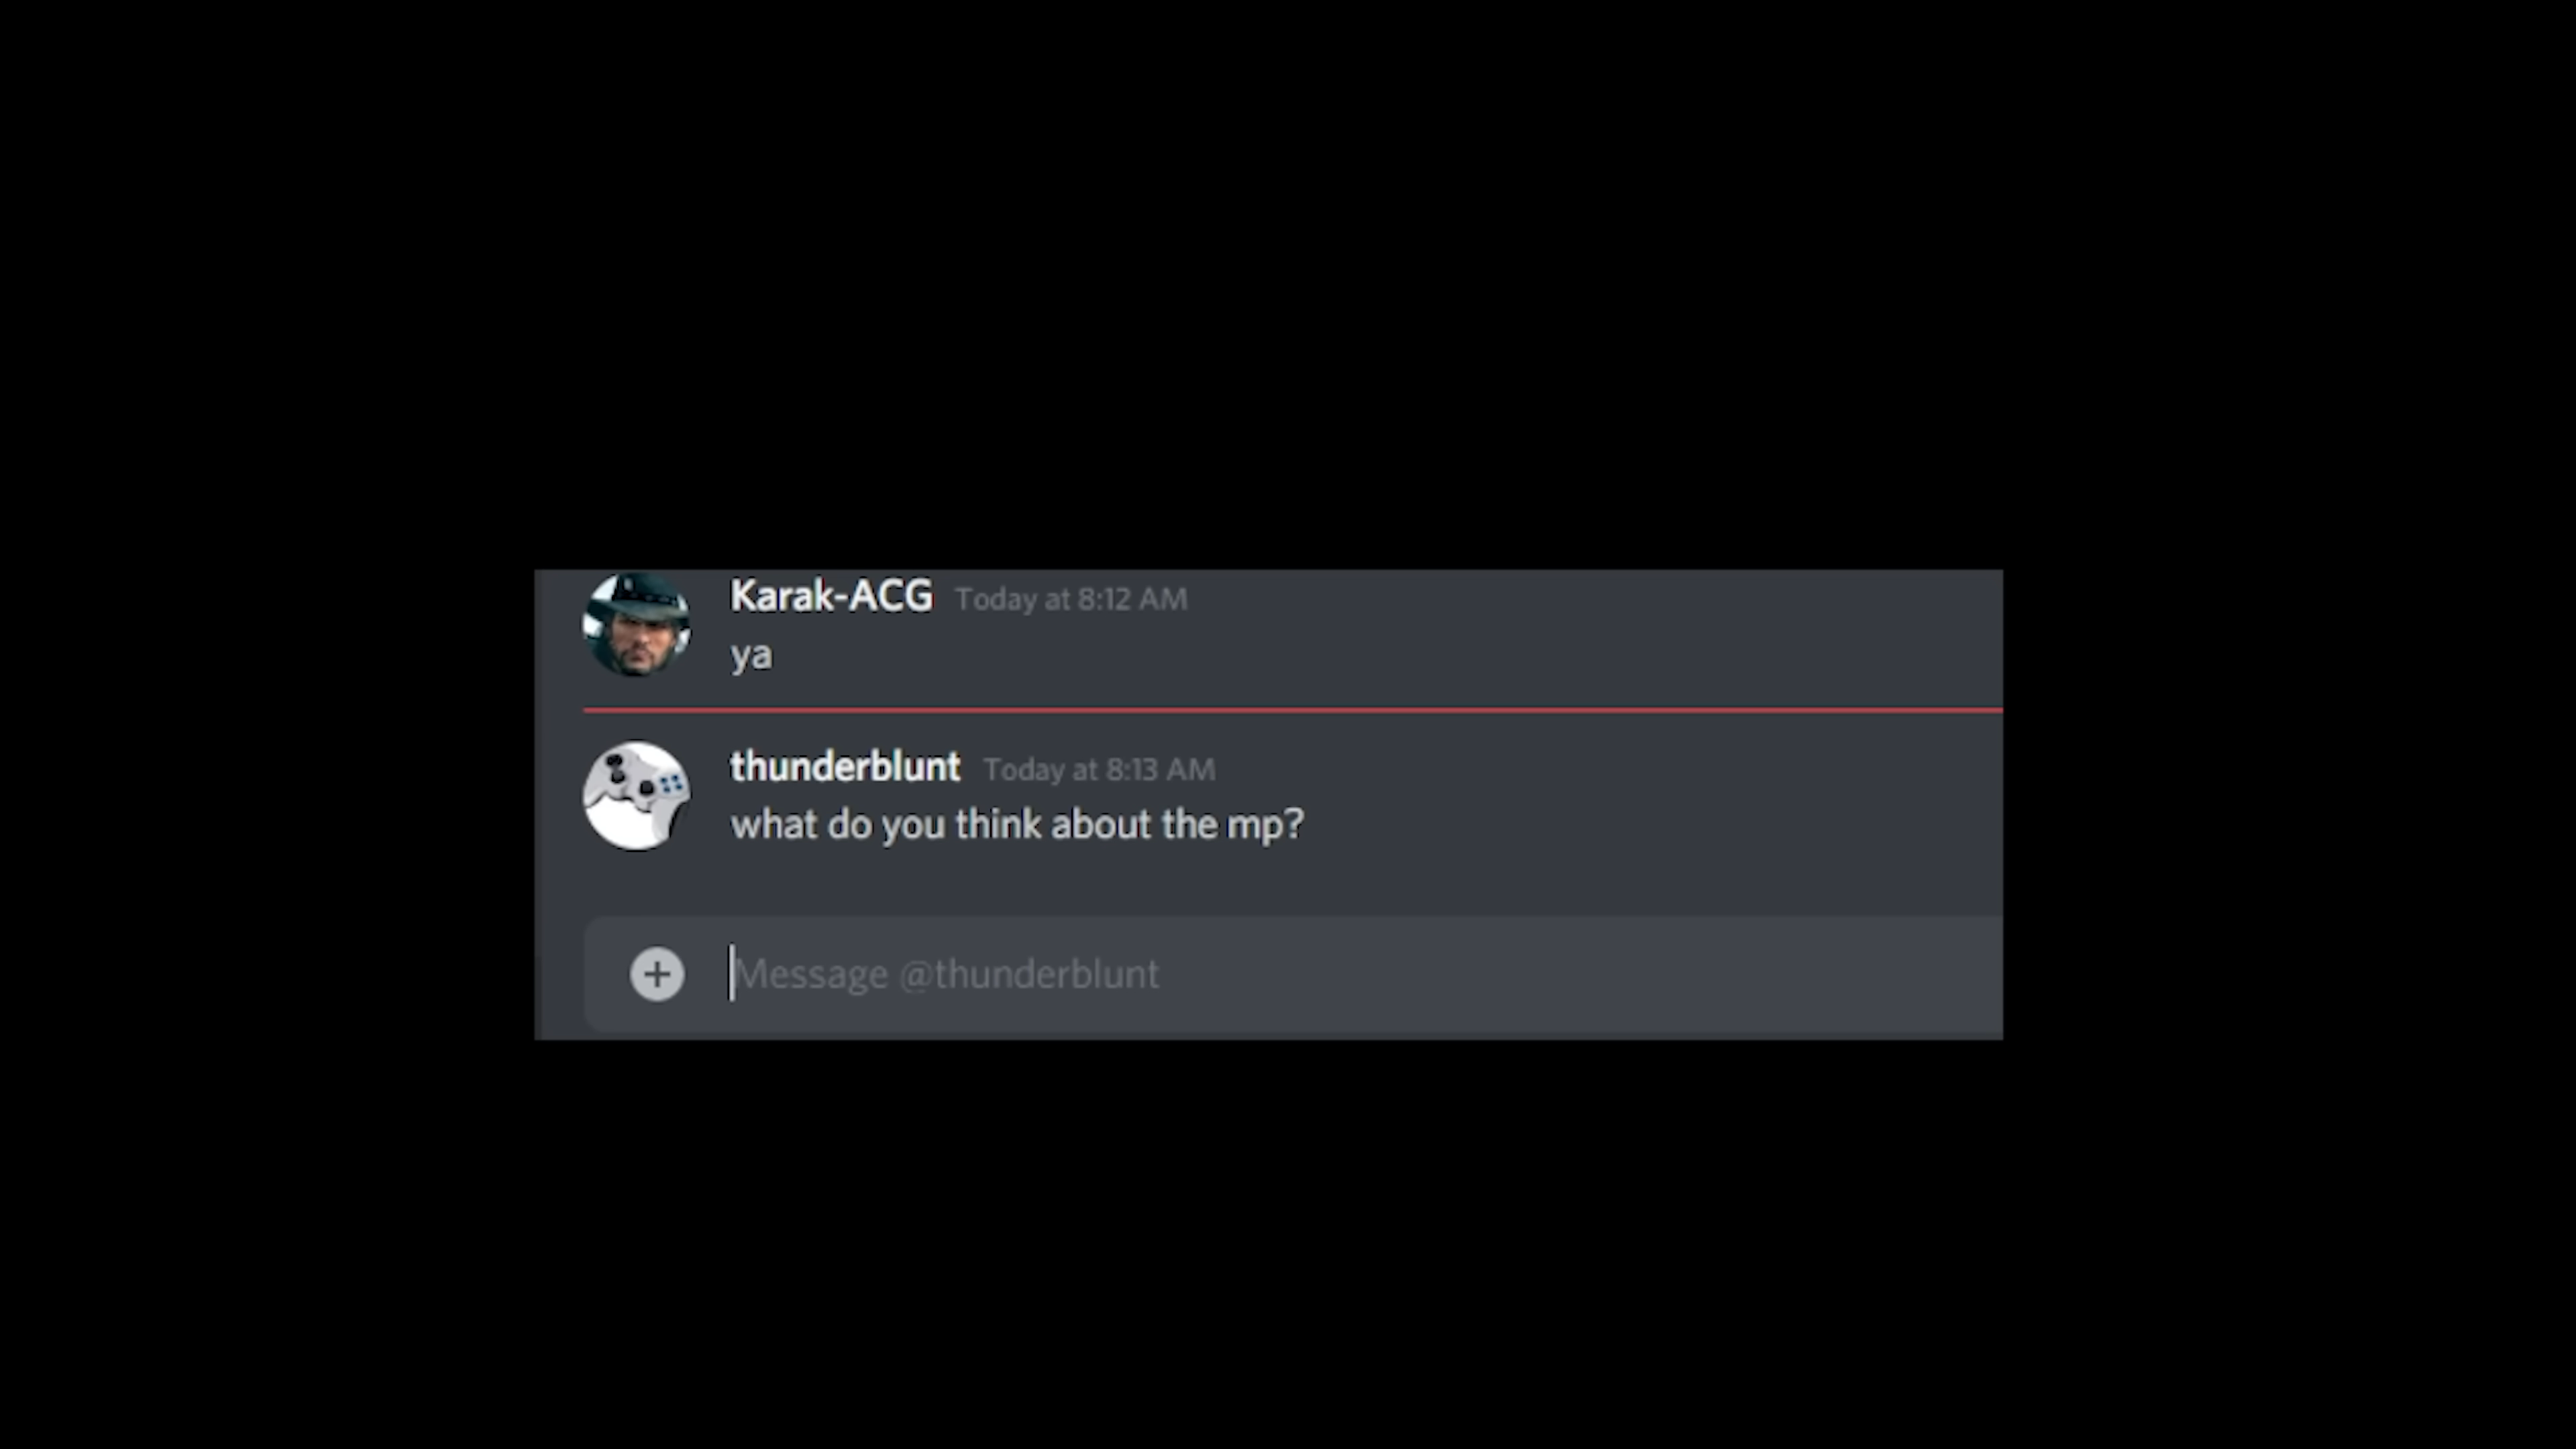 Karak-ACG Today at 8:12 AM
ya
thunderblunt Today at 8:13 AM
what do you think about the mp?
Message @thunderblunt